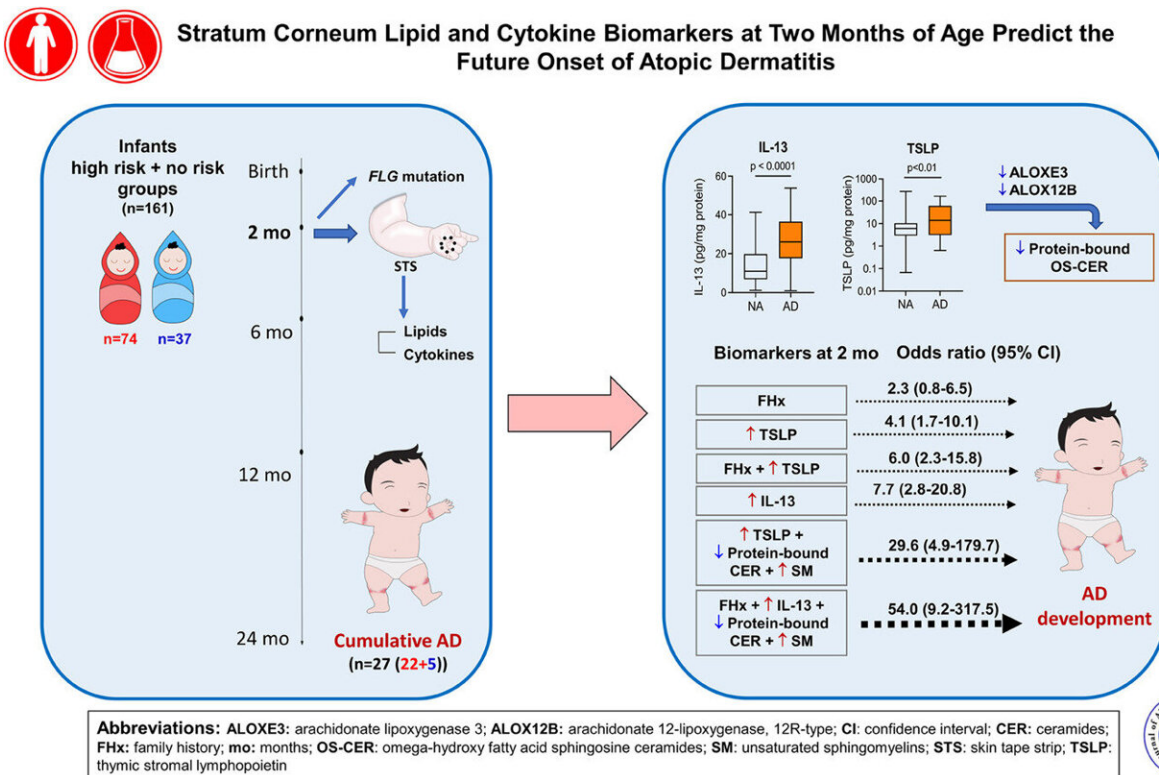 Stratum Corneum Lipid and Cytokine Biomarkers at Two Months of Age Predict the
Future Onset of Atopic Dermatitis
Infants
high risk + no risk
groups
(n=161)
n=74
n=37
Birth
2 mo
6 mo
12 mo
24 mo
FLG mutation
STS
Lipids
Cytokines
Cumulative AD
(n=27 (22+5))
IL-13
p < 0.0001
IL-13 (pg/mg protein)
60
40
20
0
NA
AD
TSLP
p<0.01
TSLP (pg/mg protein)
1000
100
10
1
0.1
0.01
NA
AD
↓ALOXE3
↓ALOX12B
↓ Protein-bound
OS-CER
Biomarkers at 2 mo Odds ratio (95% CI)
FHx
2.3 (0.8-6.5)
↑ TSLP
4.1 (1.7-10.1)
FHx + ↑ TSLP
6.0 (2.3-15.8)
↑ IL-13
7.7 (2.8-20.8)
↑ TSLP +
↓ Protein-bound
CER + ↑ SM
29.6 (4.9-179.7)
FHx + ↑ IL-13 +
↓ Protein-bound
CER + ↑ SM
54.0 (9.2-317.5)
AD
development
Abbreviations: ALOXE3: arachidonate lipoxygenase 3; ALOX12B: arachidonate 12-lipoxygenase, 12R-type; CI: confidence interval; CER: ceramides;
FHx: family history; mo: months; OS-CER: omega-hydroxy fatty acid sphingosine ceramides; SM: unsaturated sphingomyelins; STS: skin tape strip; TSLP:
thymic stromal lymphopoietin